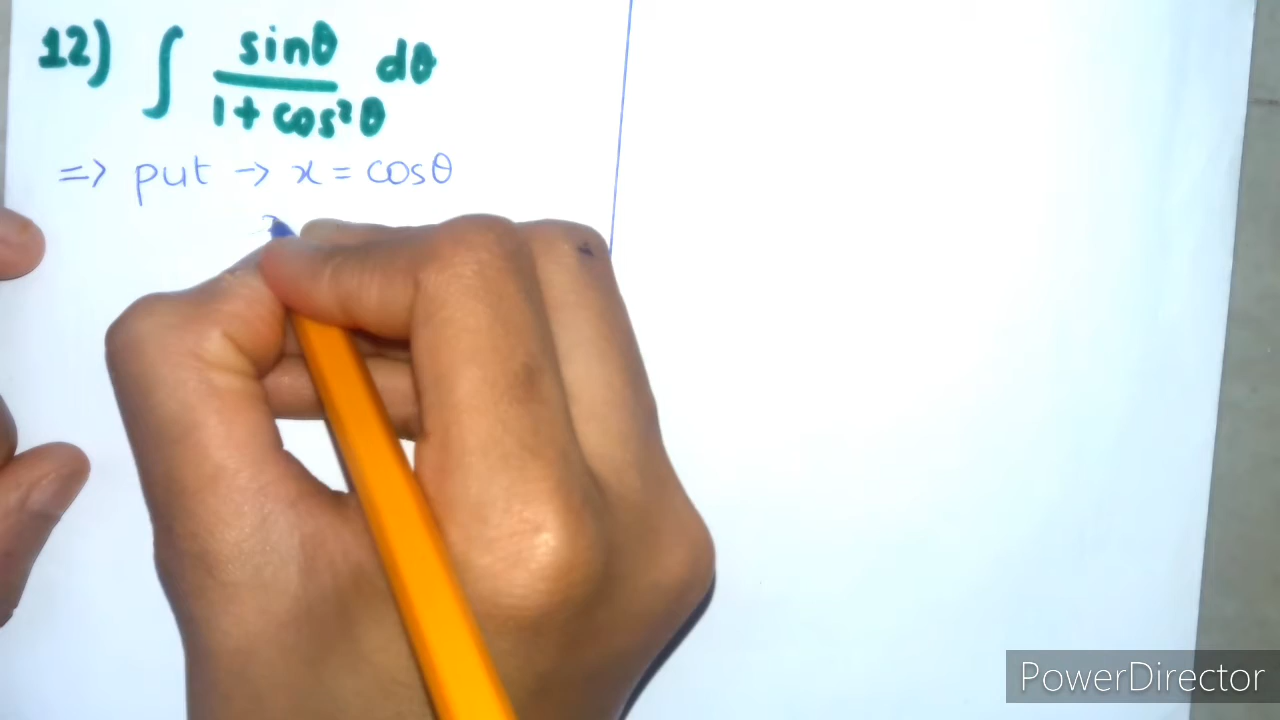 12) ∫ sinθ / 1 + cos²θ dθ
=> put → x = cosθ
PowerDirector